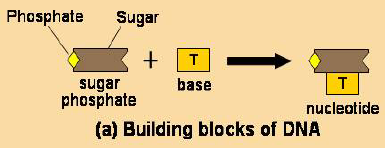 Phosphate Sugar
+
T
T
sugar
phosphate
base
nucleotide
(a) Building blocks of DNA